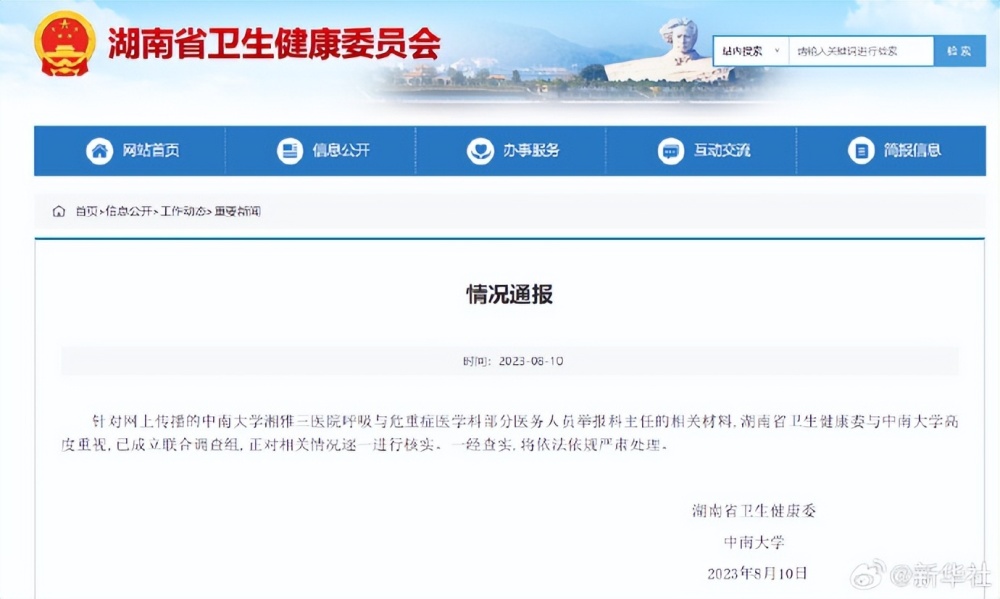 湖南省卫生健康委员会
站内搜索 请输入关键词进行检索 检索
网站首页 信息公开 办事服务 互动交流 简报信息
首页>信息公开>工作动态>重要新闻
情况通报
时间：2023-08-10
针对网上传播的中南大学湘雅三医院呼吸与危重症医学科部分医务人员举报科主任的相关材料,湖南省卫生健康委与中南大学高
度重视,已成立联合调查组,正对相关情况逐一进行核实。一经查实,将依法依规严肃处理。
湖南省卫生健康委
中南大学
2023年8月10日
@新华社